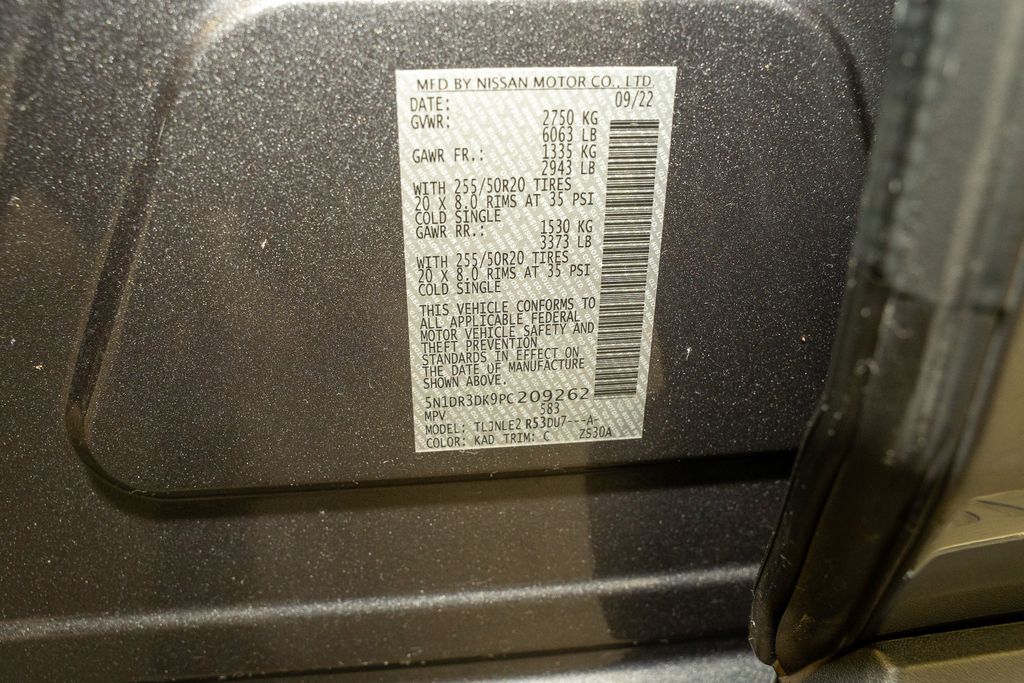 MFD BY NISSAN MOTOR CO., LTD.
DATE: 09/22
GVWR: 2750 KG
6063 LB
GAWR FR.: 1335 KG
2943 LB
WITH 255/50R20 TIRES
20 X 8.0 RIMS AT 35 PSI
COLD SINGLE
GAWR RR.: 1530 KG
3373 LB
WITH 255/50R20 TIRES
20 X 8.0 RIMS AT 35 PSI
COLD SINGLE
THIS VEHICLE CONFORMS TO
ALL APPLICABLE FEDERAL
MOTOR VEHICLE SAFETY AND
THEFT PREVENTION
STANDARDS IN EFFECT ON
THE DATE OF MANUFACTURE
SHOWN ABOVE.
5N1DR3DK9PC209262
MPV 583
MODEL: TLJNLE2 R53DU7---A-
COLOR: KAD TRIM: C ZS30A